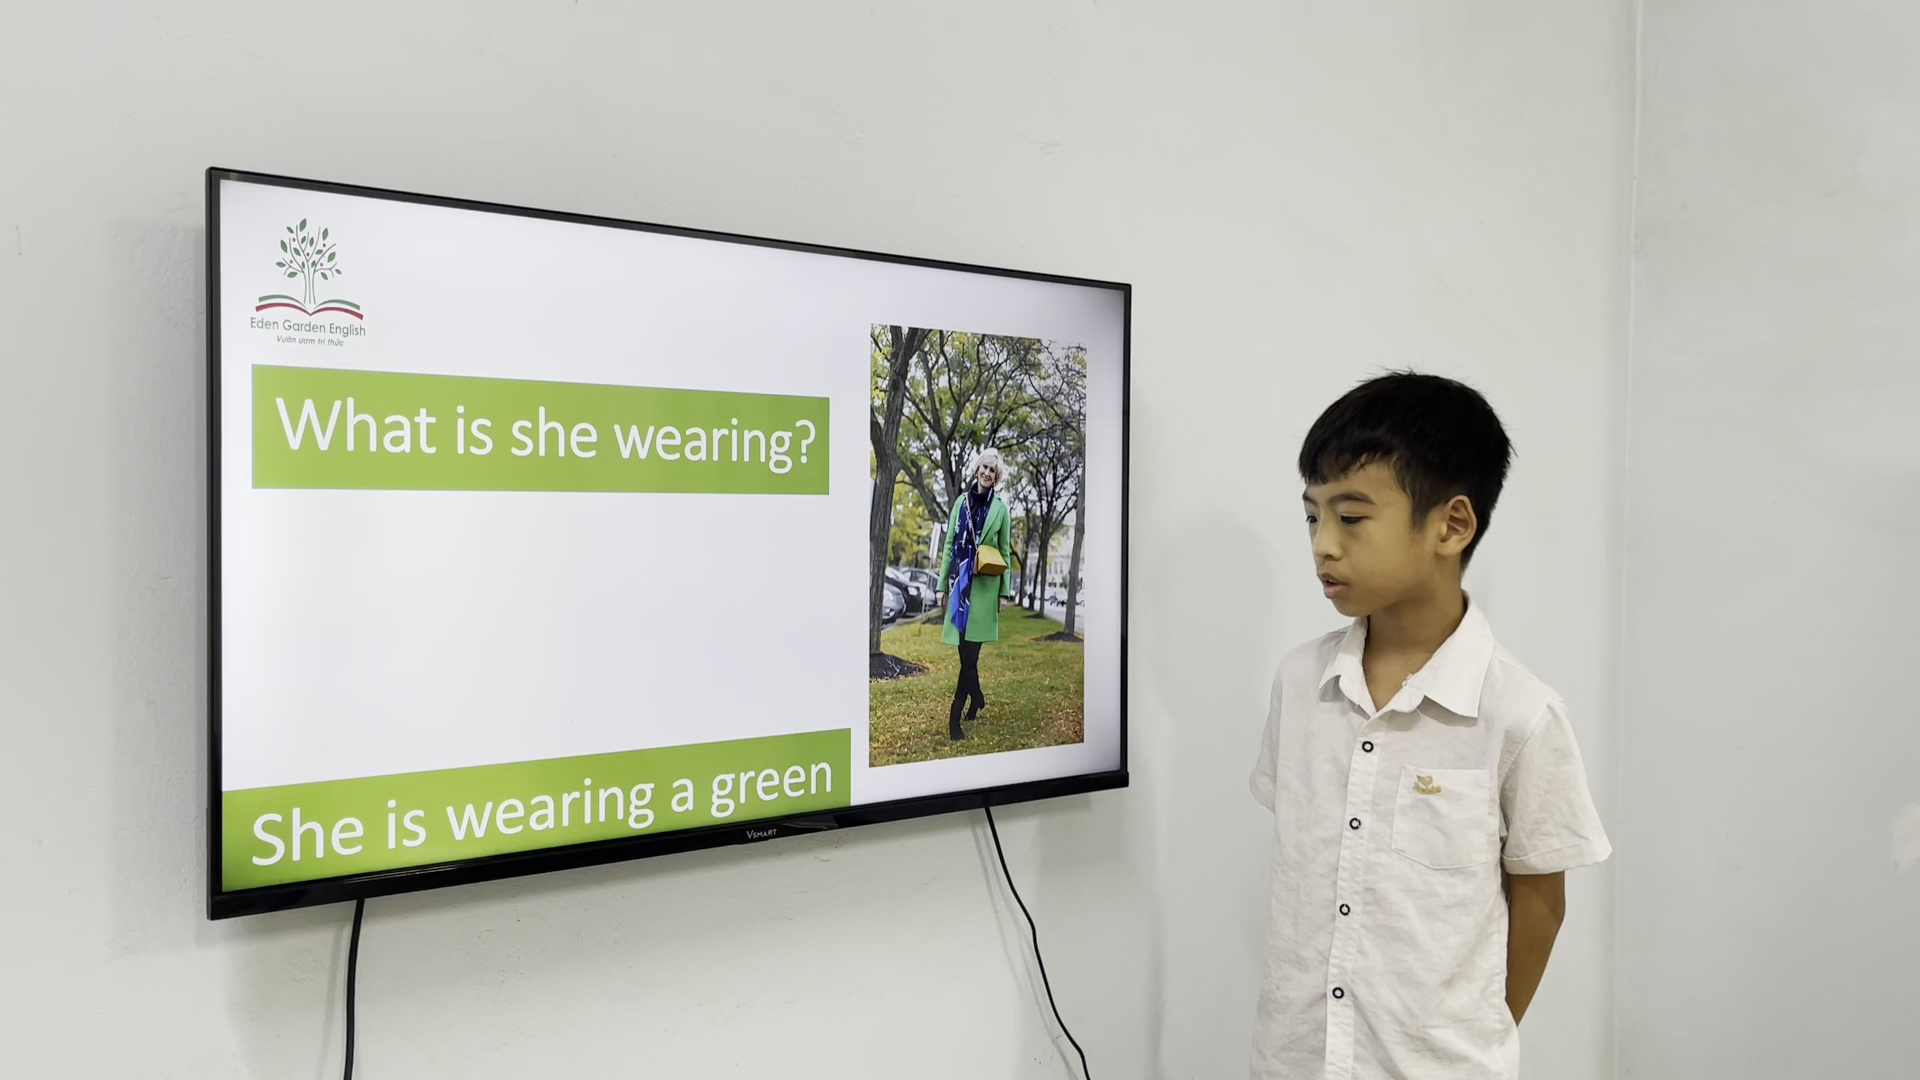 Eden Garden English
Vườn ươm tri thức
What is she wearing?
She is wearing a green
VSMART